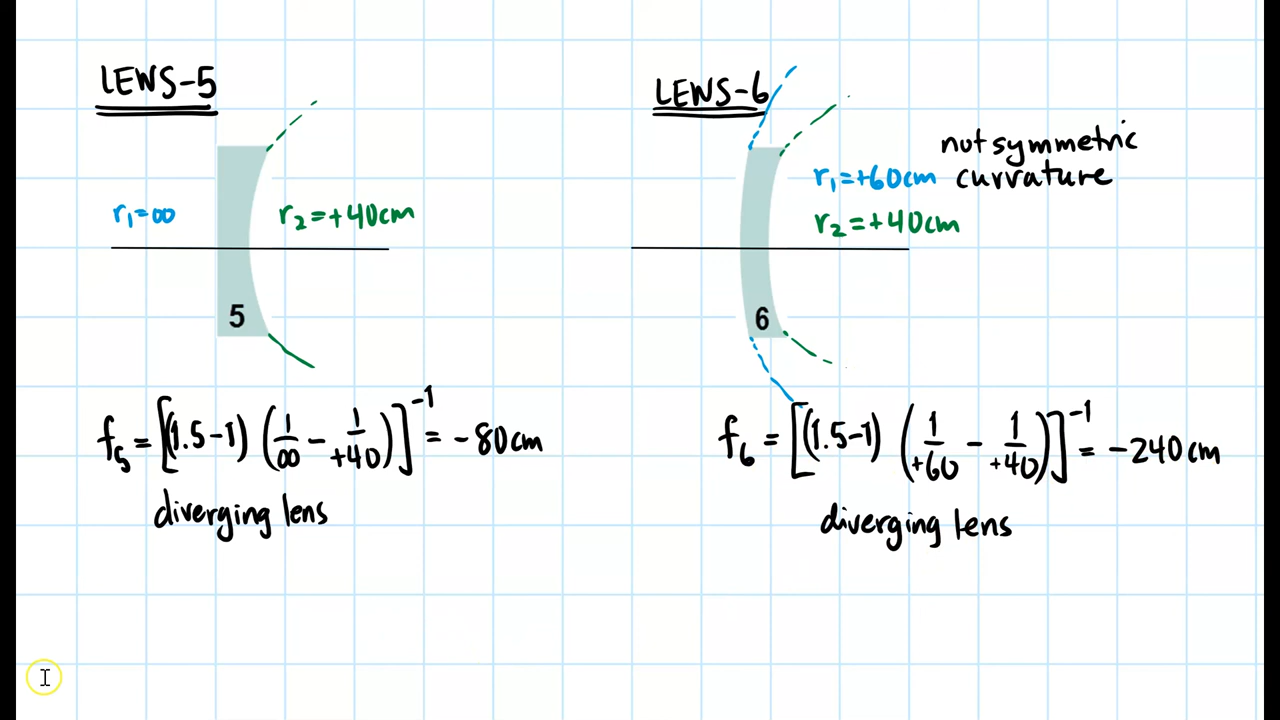 LENS-5
r₁=∞
r₂=+40cm
5
f₅ = [(1.5-1) (1/∞ - 1/+40)]⁻¹ = -80cm
diverging lens
LENS-6
not symmetric
curvature
r₁=+60cm
r₂=+40cm
6
f₆ = [(1.5-1) (1/+60 - 1/+40)]⁻¹ = -240cm
diverging lens